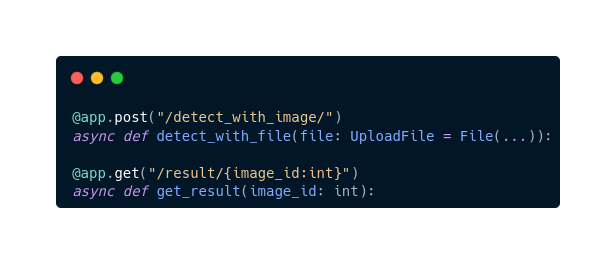 @app.post("/detect_with_image/")
async def detect_with_file(file: UploadFile = File(...)):
@app.get("/result/{image_id:int}")
async def get_result(image_id: int):